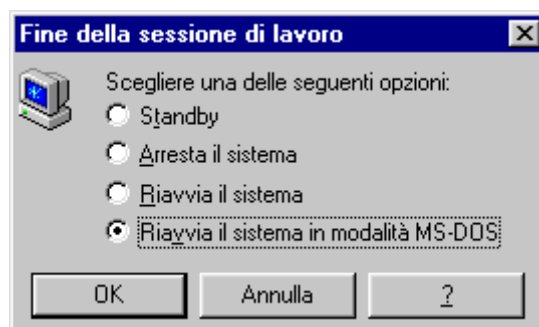 Fine della sessione di lavoro
Scegliere una delle seguenti opzioni:
Standby
Arresta il sistema
Riavvia il sistema
Riavvia il sistema in modalità MS-DOS
OK Annulla ?